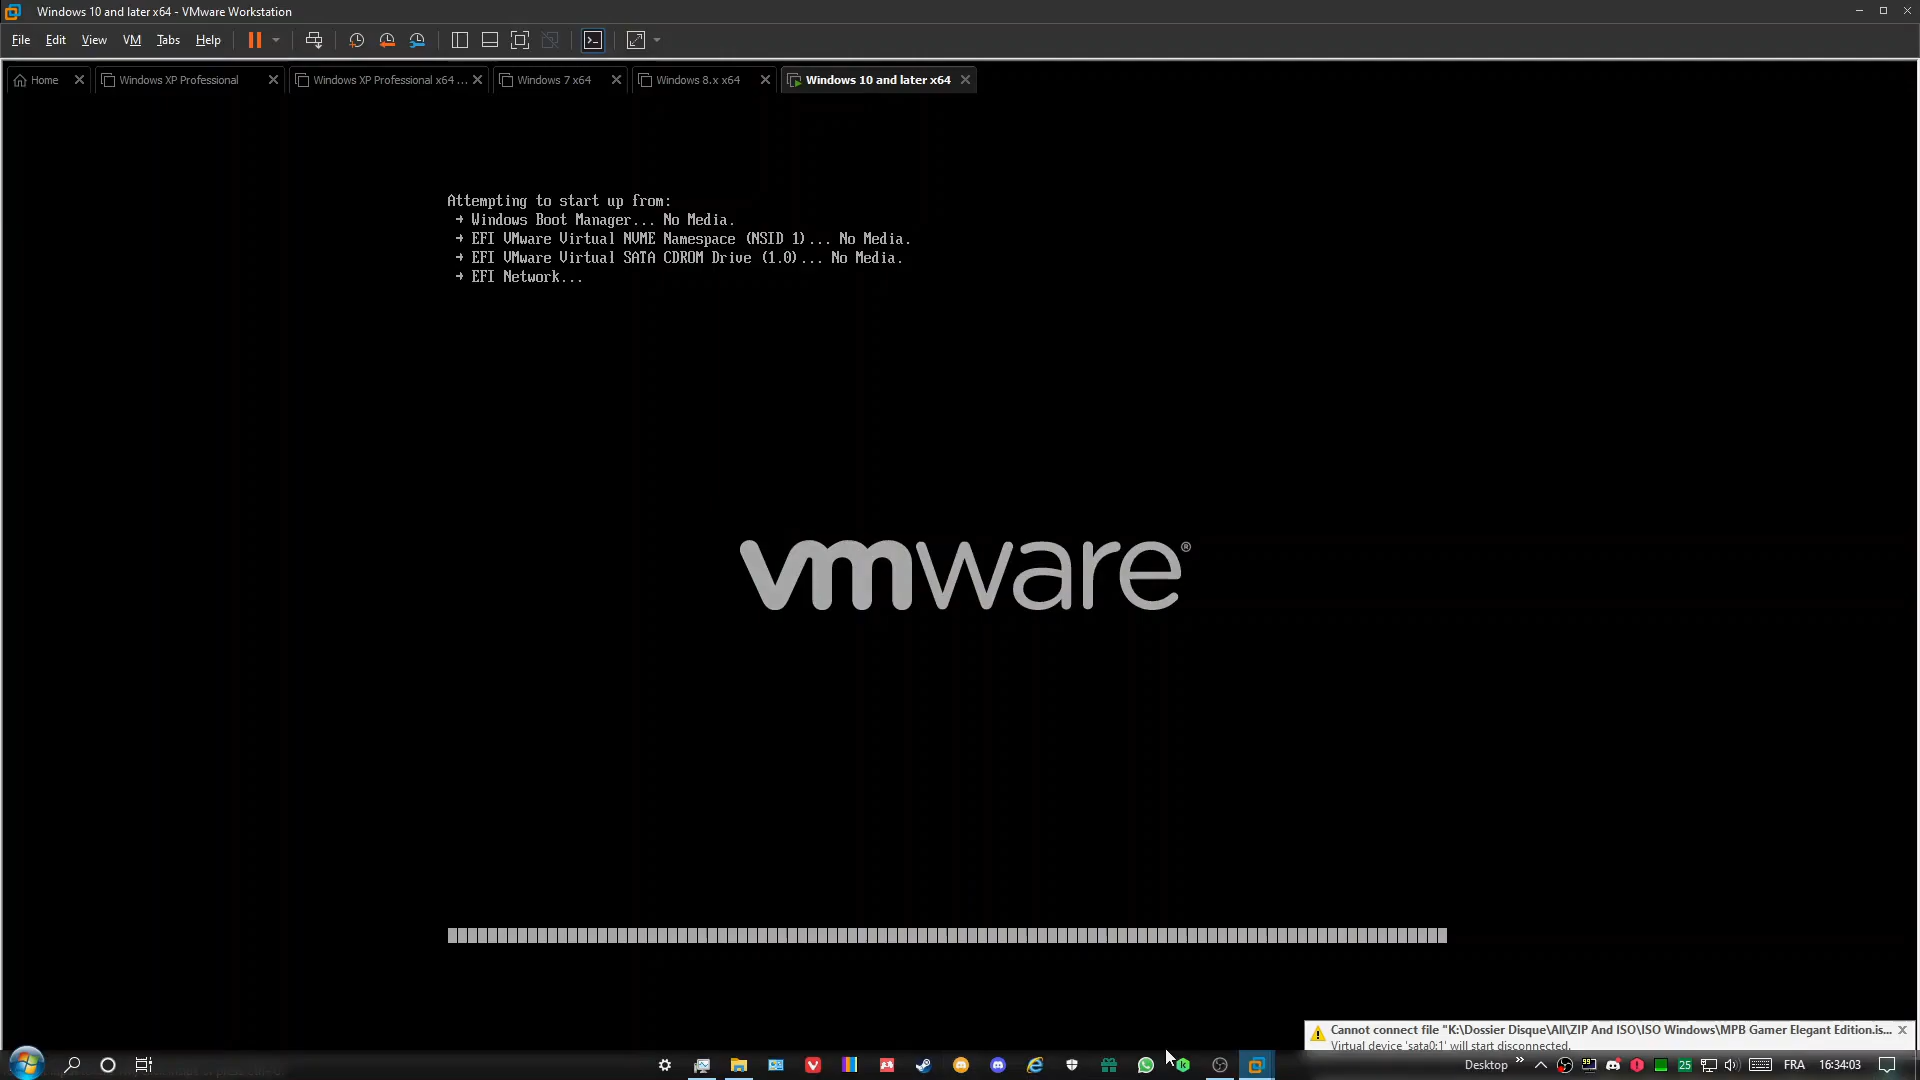 Windows 10 and later x64 - VMware Workstation
File Edit View VM Tabs Help
Home Windows XP Professional Windows XP Professional x64 ... Windows 7 x64 Windows 8.x x64 Windows 10 and later x64
Attempting to start up from:
→ Windows Boot Manager... No Media.
→ EFI VMware Virtual NVME Namespace (NSID 1)... No Media.
→ EFI VMware Virtual SATA CDROM Drive (1.0)... No Media.
→ EFI Network...
vmware®
Cannot connect file "K:\Dossier Disque\All\ZIP And ISO\ISO Windows\MPB Gamer Elegant Edition.is...
Virtual device 'sata0:1' will start disconnected.
Desktop » 25 FRA 16:34:03